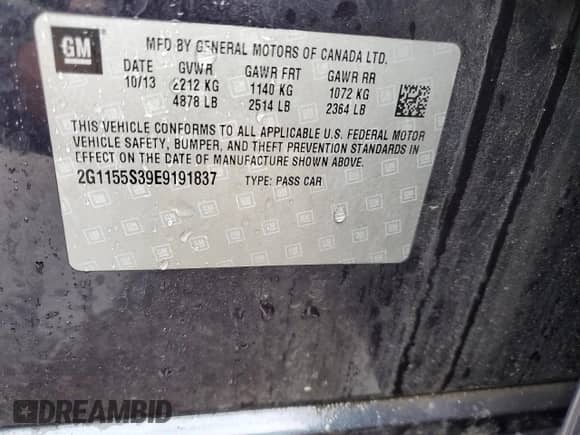 GM
MFD BY GENERAL MOTORS OF CANADA LTD.
DATE GVWR GAWR FRT GAWR RR
10/13 2212 KG 1140 KG 1072 KG
4878 LB 2514 LB 2364 LB
THIS VEHICLE CONFORMS TO ALL APPLICABLE U.S. FEDERAL MOTOR
VEHICLE SAFETY, BUMPER, AND THEFT PREVENTION STANDARDS IN
EFFECT ON THE DATE OF MANUFACTURE SHOWN ABOVE.
2G1155S39E9191837 TYPE: PASS CAR
DREAMBID